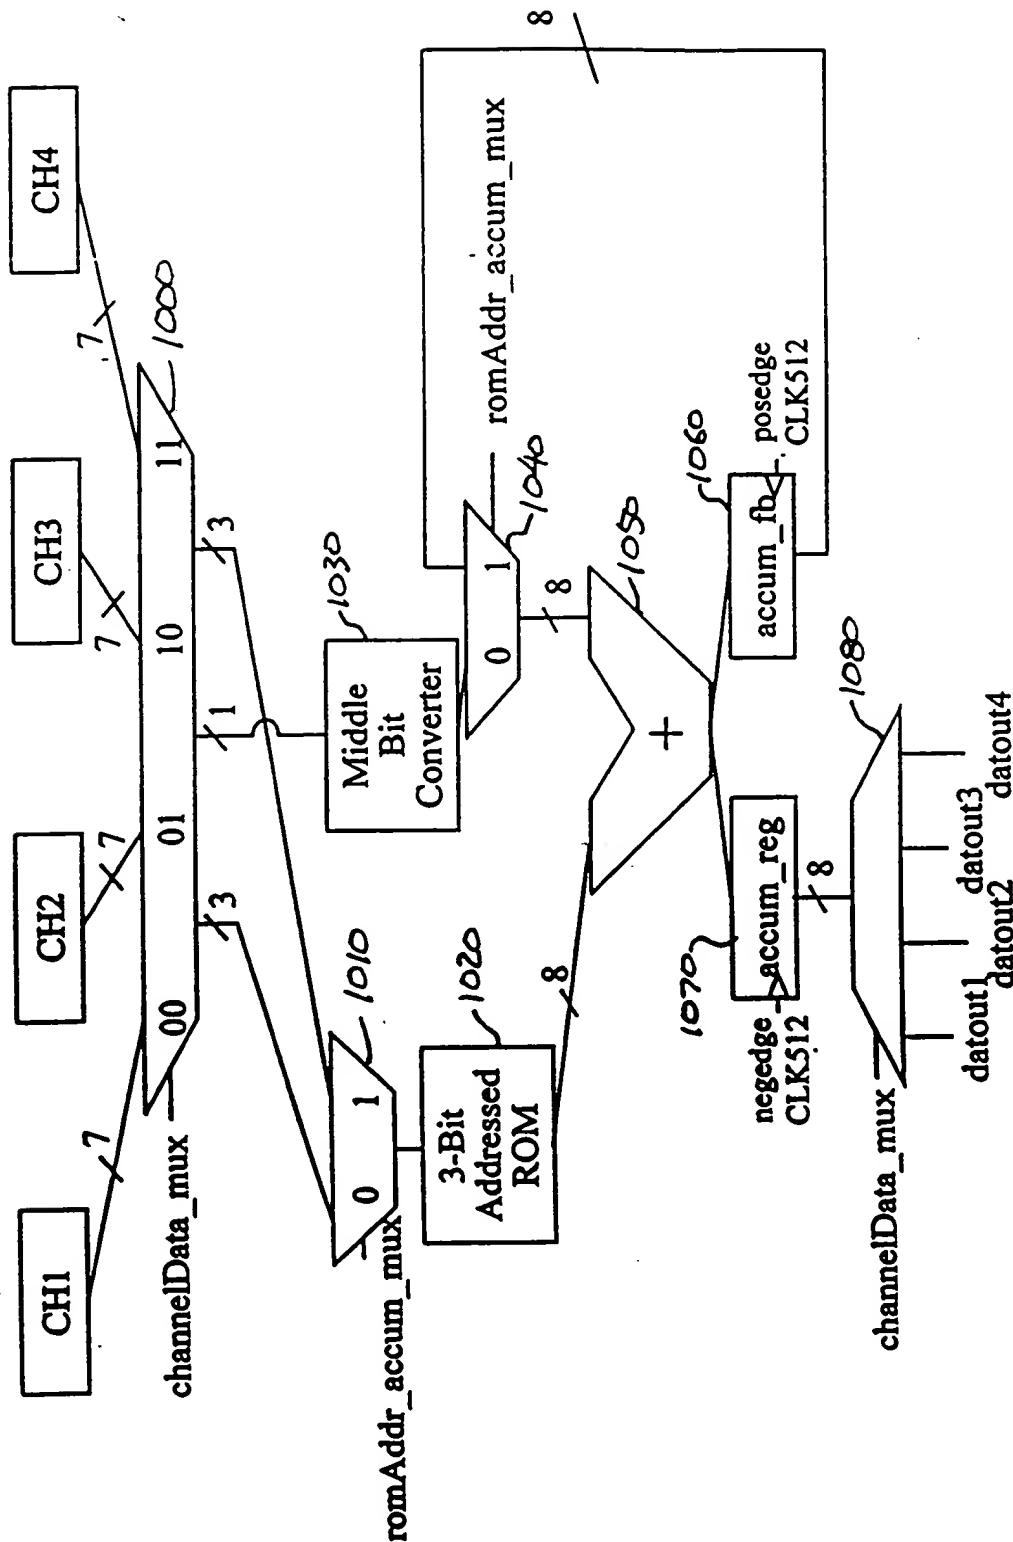 CH1
CH2
CH3
CH4
7
7
7
7
00
01
10
11
1000
channelData_mux
3
1
3
0
1
1010
romAddr_accum_mux
Middle
Bit
Converter
1030
8
0
1
1040
romAddr_accum_mux
3-Bit
Addressed
ROM
1020
8
8
+
1050
1070
accum_reg
negedge
CLK512
1060
accum_fb
posedge
CLK512
8
1080
channelData_mux
datout1
datout2
datout3
datout4